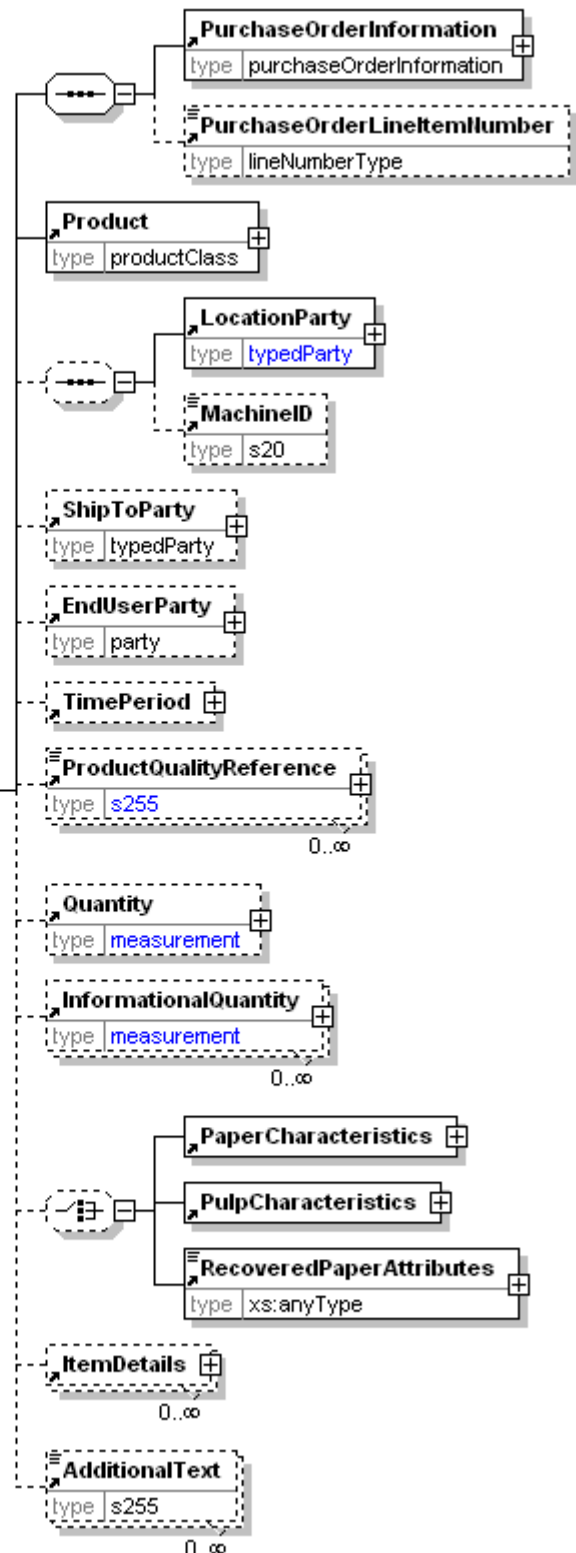 PurchaseOrderInformation
type purchaseOrderInformation
PurchaseOrderLineItemNumber
type lineNumberType
Product
type productClass
LocationParty
type typedParty
MachineID
type s20
ShipToParty
type typedParty
EndUserParty
type party
TimePeriod
ProductQualityReference
type s255
0..∞
Quantity
type measurement
InformationalQuantity
type measurement
0..∞
PaperCharacteristics
PulpCharacteristics
RecoveredPaperAttributes
type xs:anyType
ItemDetails
0..∞
AdditionalText
type s255
0..∞